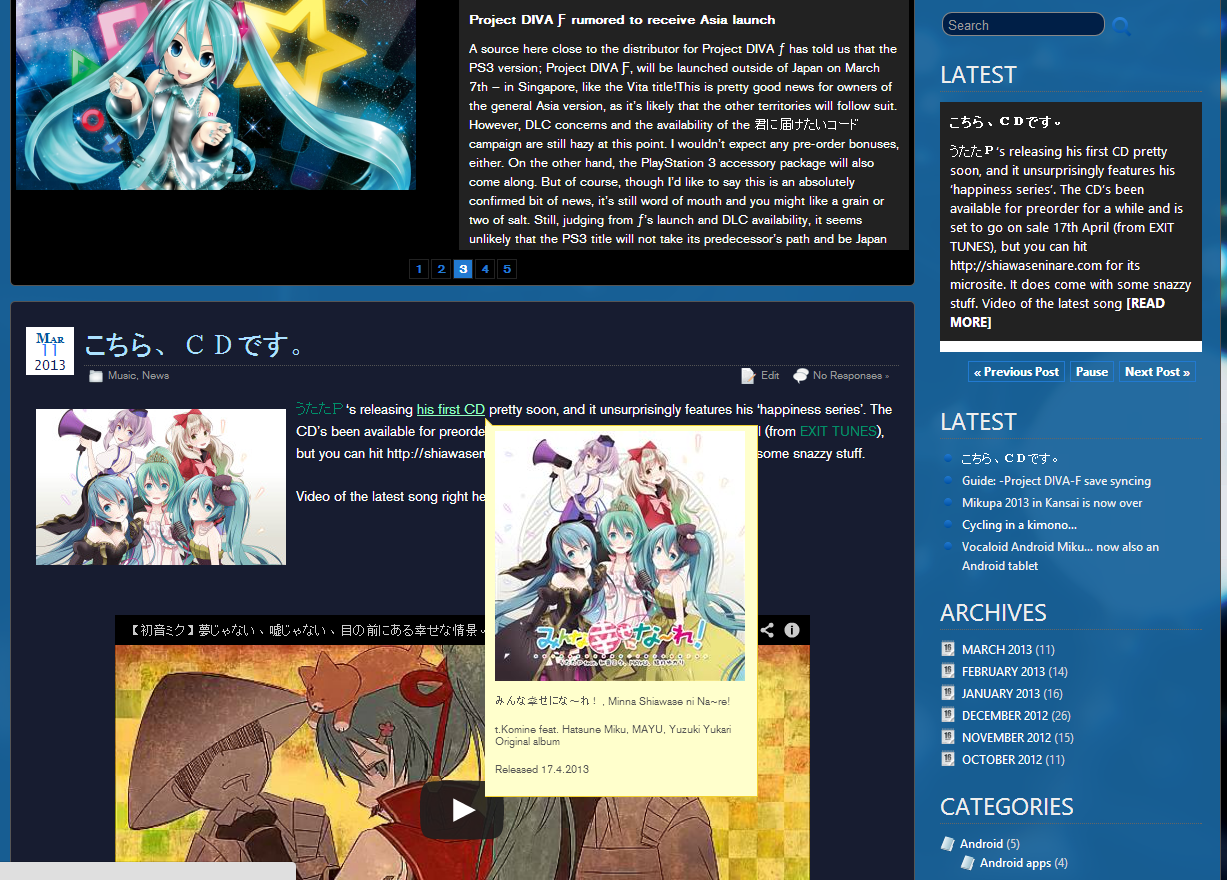 Project DIVA Ƒ rumored to receive Asia launch
A source here close to the distributor for Project DIVA ƒ has told us that the
PS3 version; Project DIVA Ƒ, will be launched outside of Japan on March
7th – in Singapore, like the Vita title!This is pretty good news for owners of
the general Asia version, as it’s likely that the other territories will follow suit.
However, DLC concerns and the availability of the 君に届けたいコード
campaign are still hazy at this point. I wouldn’t expect any pre-order bonuses,
either. On the other hand, the PlayStation 3 accessory package will also
come along. But of course, though I’d like to say this is an absolutely
confirmed bit of news, it’s still word of mouth and you might like a grain or
two of salt. Still, judging from ƒ’s launch and DLC availability, it seems
unlikely that the PS3 title will not take its predecessor’s path and be Japan
1 2 3 4 5
Mar
11
2013
こちら、ＣＤです。
Music, News
Edit
No Responses »
うたたＰ‘s releasing his first CD pretty soon, and it unsurprisingly features his ‘happiness series’. The
CD’s been available for preorde l (from EXIT TUNES),
but you can hit http://shiawasen some snazzy stuff.
Video of the latest song right he
みんな幸せにな〜れ!
みんな幸せにな〜れ！, Minna Shiawase ni Na~re!
t.Komine feat. Hatsune Miku, MAYU, Yuzuki Yukari
Original album
Released 17.4.2013
【初音ミク】夢じゃない、嘘じゃない、目の前にある幸せな情景
Search
LATEST
こちら、ＣＤです。
うたたＰ‘s releasing his first CD pretty
soon, and it unsurprisingly features his
‘happiness series’. The CD’s been
available for preorder for a while and is
set to go on sale 17th April (from EXIT
TUNES), but you can hit
http://shiawaseninare.com for its
microsite. It does come with some snazzy
stuff. Video of the latest song [READ
MORE]
« Previous Post
Pause
Next Post »
LATEST
こちら、ＣＤです。
Guide: -Project DIVA-F save syncing
Mikupa 2013 in Kansai is now over
Cycling in a kimono...
Vocaloid Android Miku... now also an
Android tablet
ARCHIVES
MARCH 2013 (11)
FEBRUARY 2013 (14)
JANUARY 2013 (16)
DECEMBER 2012 (26)
NOVEMBER 2012 (15)
OCTOBER 2012 (11)
CATEGORIES
Android (5)
Android apps (4)